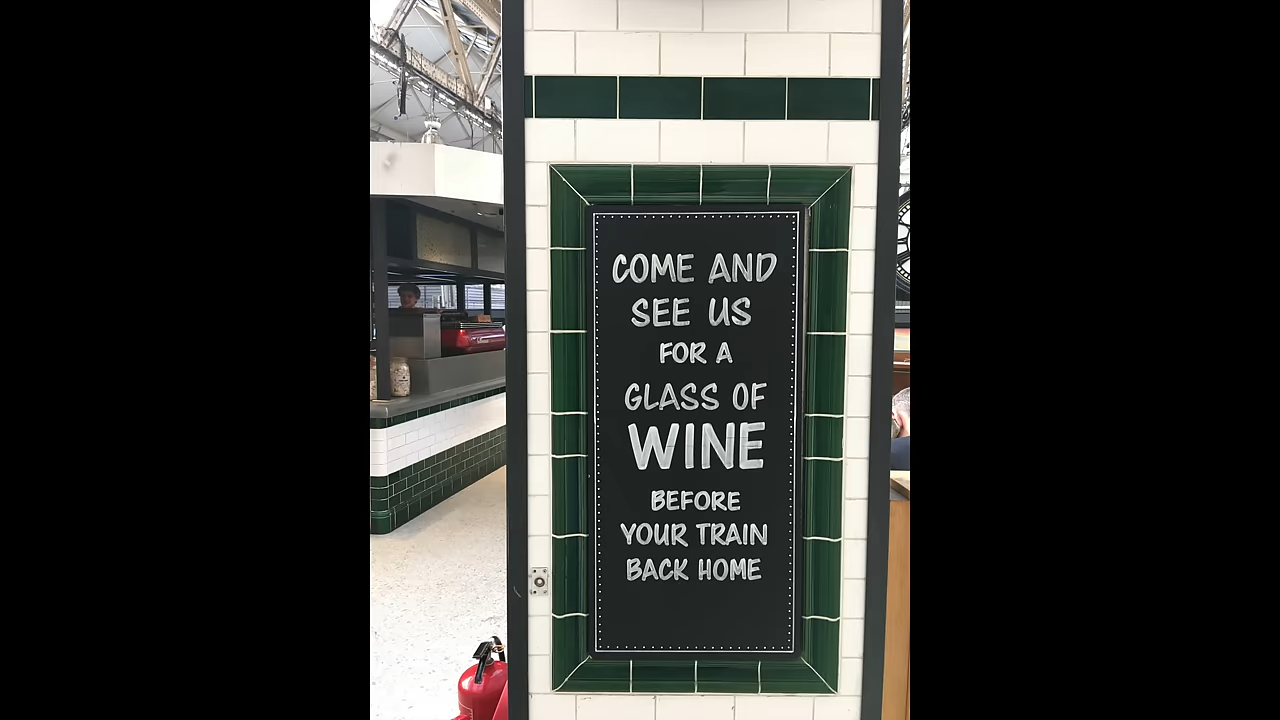 COME AND
SEE US
FOR A
GLASS OF
WINE
BEFORE
YOUR TRAIN
BACK HOME